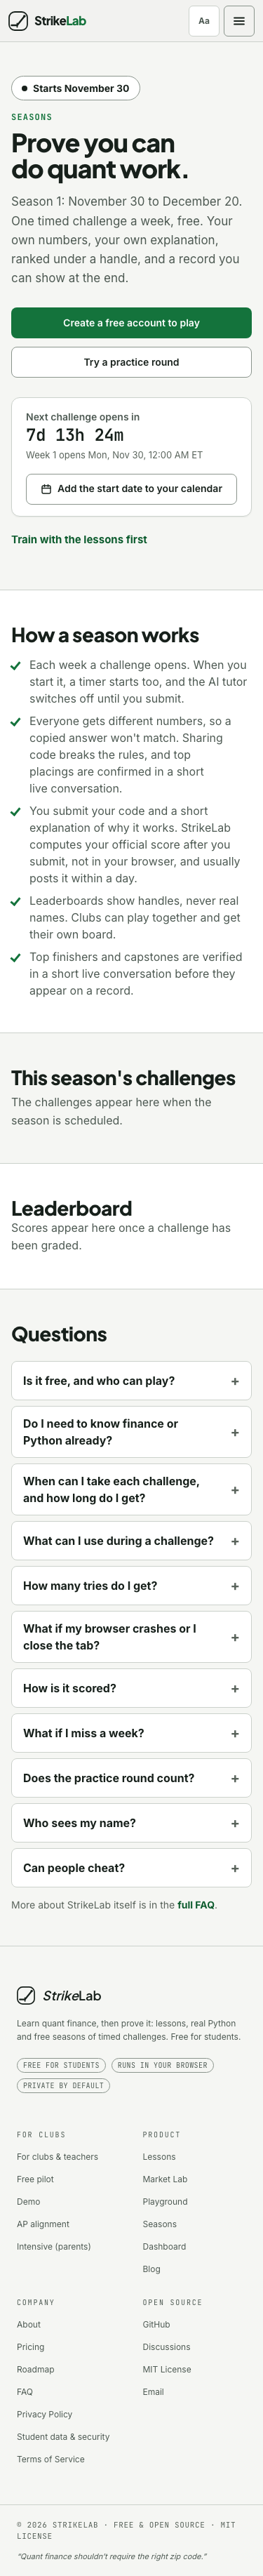 StrikeLab
Aa
Starts November 30
SEASONS
Prove you can
do quant work.
Season 1: November 30 to December 20.
One timed challenge a week, free. Your
own numbers, your own explanation,
ranked under a handle, and a record you
can show at the end.
Create a free account to play
Try a practice round
Next challenge opens in
7d 13h 24m
Week 1 opens Mon, Nov 30, 12:00 AM ET
Add the start date to your calendar
Train with the lessons first
How a season works
Each week a challenge opens. When you
start it, a timer starts too, and the AI tutor
switches off until you submit.
Everyone gets different numbers, so a
copied answer won't match. Sharing
code breaks the rules, and top
placings are confirmed in a short
live conversation.
You submit your code and a short
explanation of why it works. StrikeLab
computes your official score after you
submit, not in your browser, and usually
posts it within a day.
Leaderboards show handles, never real
names. Clubs can play together and get
their own board.
Top finishers and capstones are verified
in a short live conversation before they
appear on a record.
This season's challenges
The challenges appear here when the
season is scheduled.
Leaderboard
Scores appear here once a challenge has
been graded.
Questions
Is it free, and who can play? +
Do I need to know finance or
Python already? +
When can I take each challenge,
and how long do I get? +
What can I use during a challenge? +
How many tries do I get? +
What if my browser crashes or I
close the tab? +
How is it scored? +
What if I miss a week? +
Does the practice round count? +
Who sees my name? +
Can people cheat? +
More about StrikeLab itself is in the full FAQ.
StrikeLab
Learn quant finance, then prove it: lessons, real Python
and free seasons of timed challenges. Free for students.
FREE FOR STUDENTS
RUNS IN YOUR BROWSER
PRIVATE BY DEFAULT
FOR CLUBS
For clubs & teachers
Free pilot
Demo
AP alignment
Intensive (parents)
PRODUCT
Lessons
Market Lab
Playground
Seasons
Dashboard
Blog
COMPANY
About
Pricing
Roadmap
FAQ
Privacy Policy
Student data & security
Terms of Service
OPEN SOURCE
GitHub
Discussions
MIT License
Email
© 2026 STRIKELAB · FREE & OPEN SOURCE · MIT
LICENSE
"Quant finance shouldn't require the right zip code."